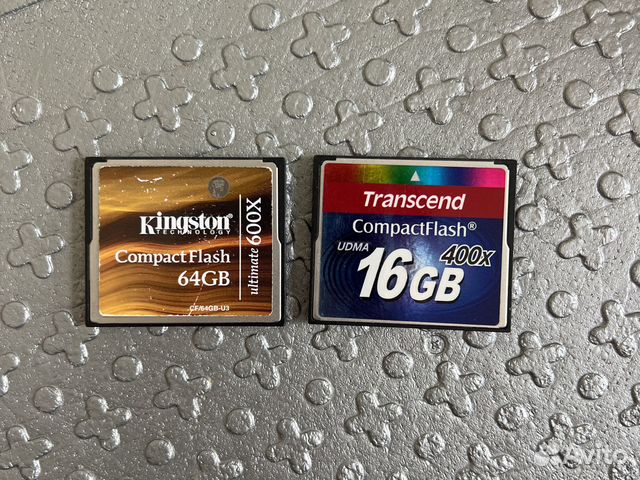 Kingston
TECHNOLOGY
CompactFlash
64GB
ultimate 600X
CF/64GB-U3
Transcend
CompactFlash®
UDMA
400x
16GB
Avito